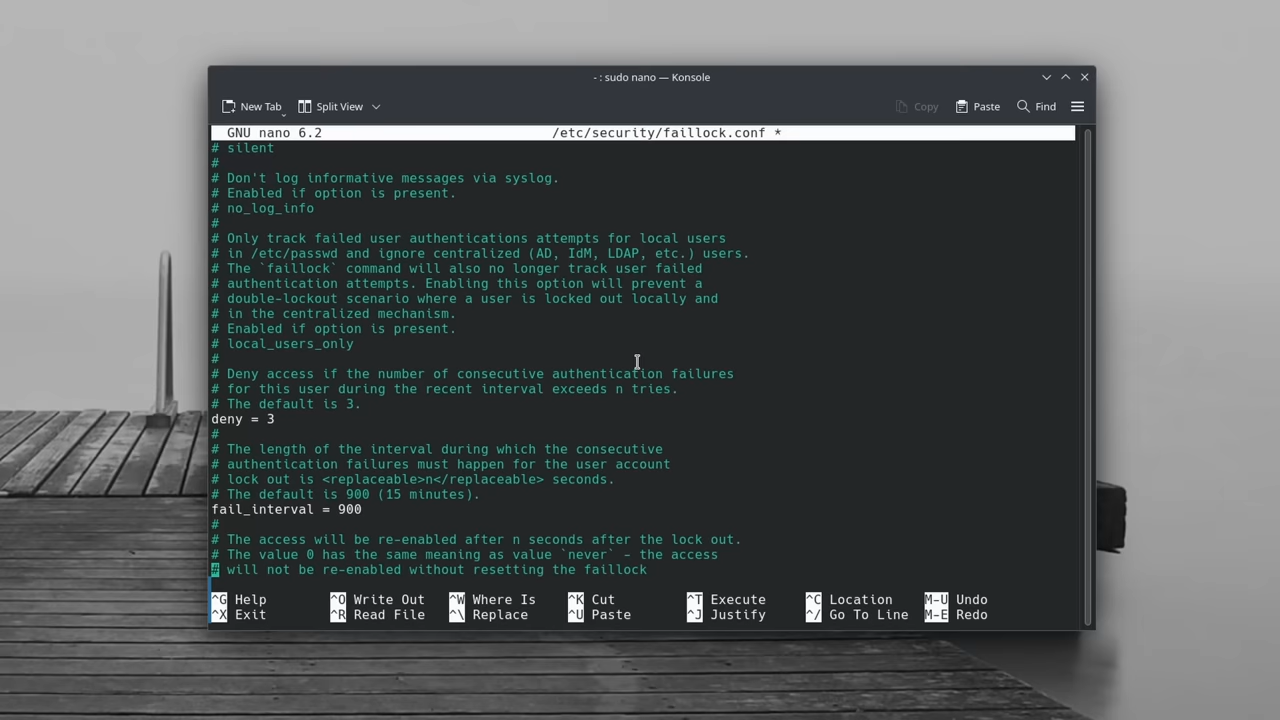 - : sudo nano — Konsole
New Tab Split View Copy Paste Find
GNU nano 6.2 /etc/security/faillock.conf *
# silent
#
# Don't log informative messages via syslog.
# Enabled if option is present.
# no_log_info
#
# Only track failed user authentications attempts for local users
# in /etc/passwd and ignore centralized (AD, IdM, LDAP, etc.) users.
# The `faillock` command will also no longer track user failed
# authentication attempts. Enabling this option will prevent a
# double-lockout scenario where a user is locked out locally and
# in the centralized mechanism.
# Enabled if option is present.
# local_users_only
#
# Deny access if the number of consecutive authentication failures
# for this user during the recent interval exceeds n tries.
# The default is 3.
deny = 3
#
# The length of the interval during which the consecutive
# authentication failures must happen for the user account
# lock out is <replaceable>n</replaceable> seconds.
# The default is 900 (15 minutes).
fail_interval = 900
#
# The access will be re-enabled after n seconds after the lock out.
# The value 0 has the same meaning as value `never` - the access
# will not be re-enabled without resetting the faillock
^G Help ^O Write Out ^W Where Is ^K Cut ^T Execute ^C Location M-U Undo
^X Exit ^R Read File ^\ Replace ^U Paste ^J Justify ^/ Go To Line M-E Redo